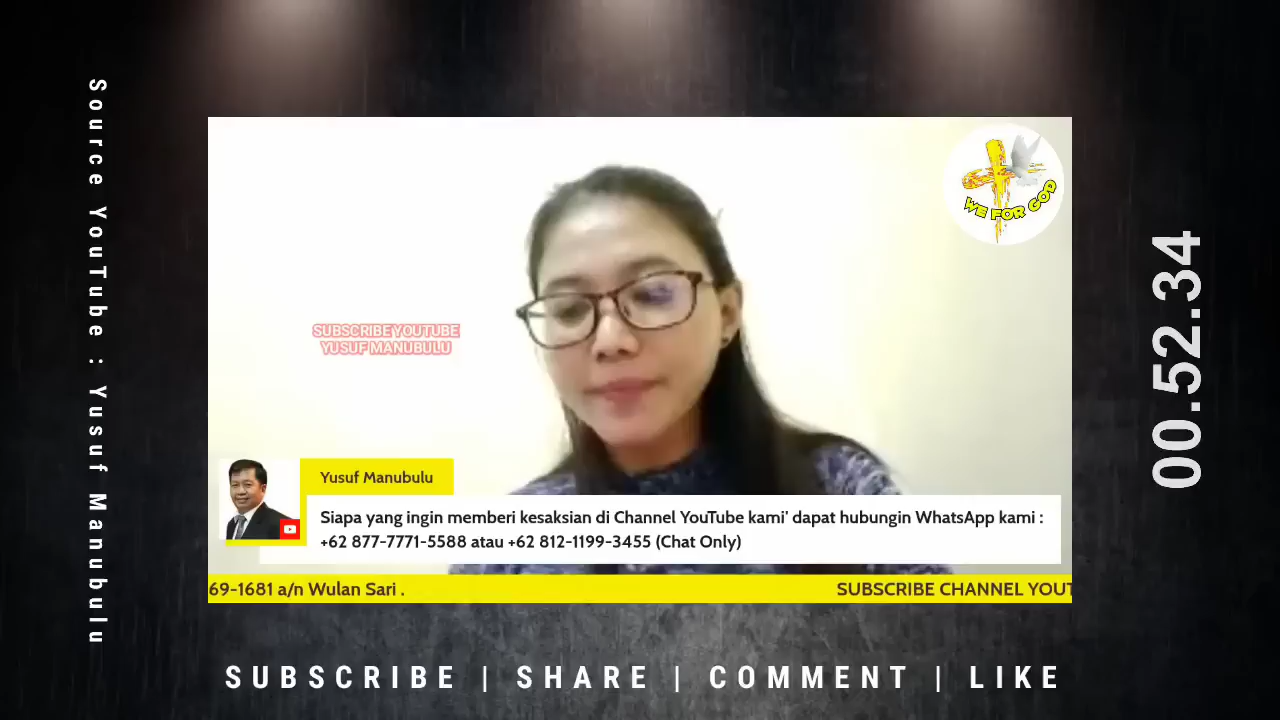 Source YouTube : Yusuf Manubulu
WE FOR GOD
00.52.34
SUBSCRIBE YOUTUBE
YUSUF MANUBULU
Yusuf Manubulu
Siapa yang ingin memberi kesaksian di Channel YouTube kami' dapat hubungin WhatsApp kami :
+62 877-7771-5588 atau +62 812-1199-3455 (Chat Only)
69-1681 a/n Wulan Sari .
SUBSCRIBE CHANNEL YOUT
SUBSCRIBE | SHARE | COMMENT | LIKE